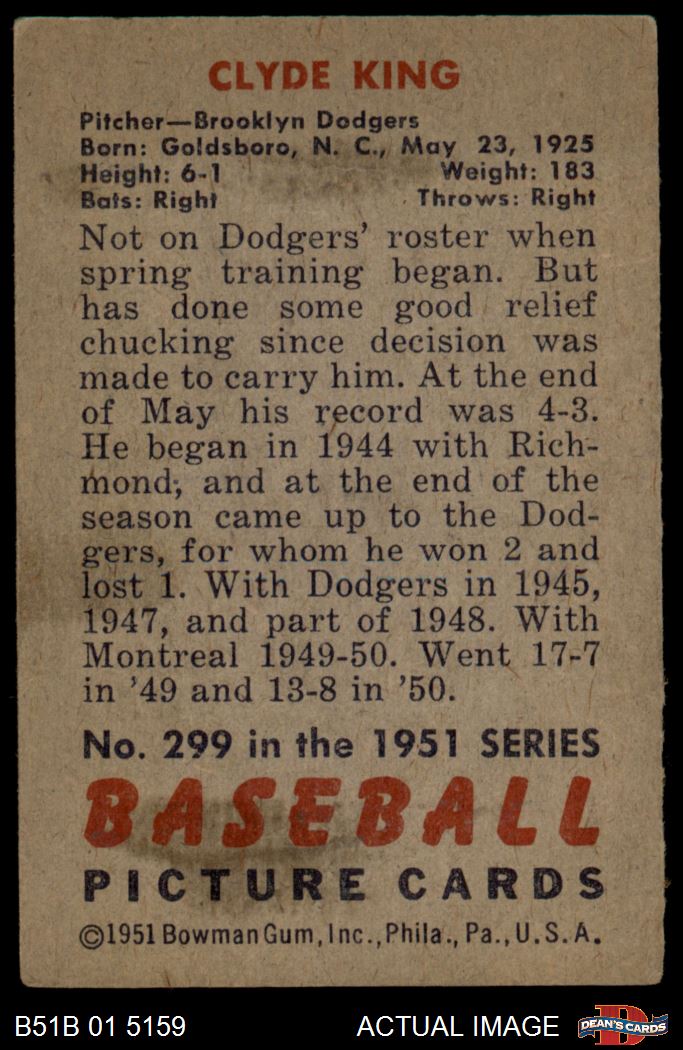 CLYDE KING
Pitcher—Brooklyn Dodgers
Born: Goldsboro, N. C., May 23, 1925
Height: 6-1 Weight: 183
Bats: Right Throws: Right
Not on Dodgers' roster when
spring training began. But
has done some good relief
chucking since decision was
made to carry him. At the end
of May his record was 4-3.
He began in 1944 with Rich-
mond, and at the end of the
season came up to the Dod-
gers, for whom he won 2 and
lost 1. With Dodgers in 1945,
1947, and part of 1948. With
Montreal 1949-50. Went 17-7
in '49 and 13-8 in '50.
No. 299 in the 1951 SERIES
BASEBALL
PICTURE CARDS
©1951 Bowman Gum, Inc., Phila., Pa., U.S.A.
B51B 01 5159 ACTUAL IMAGE D DEAN'S CARDS